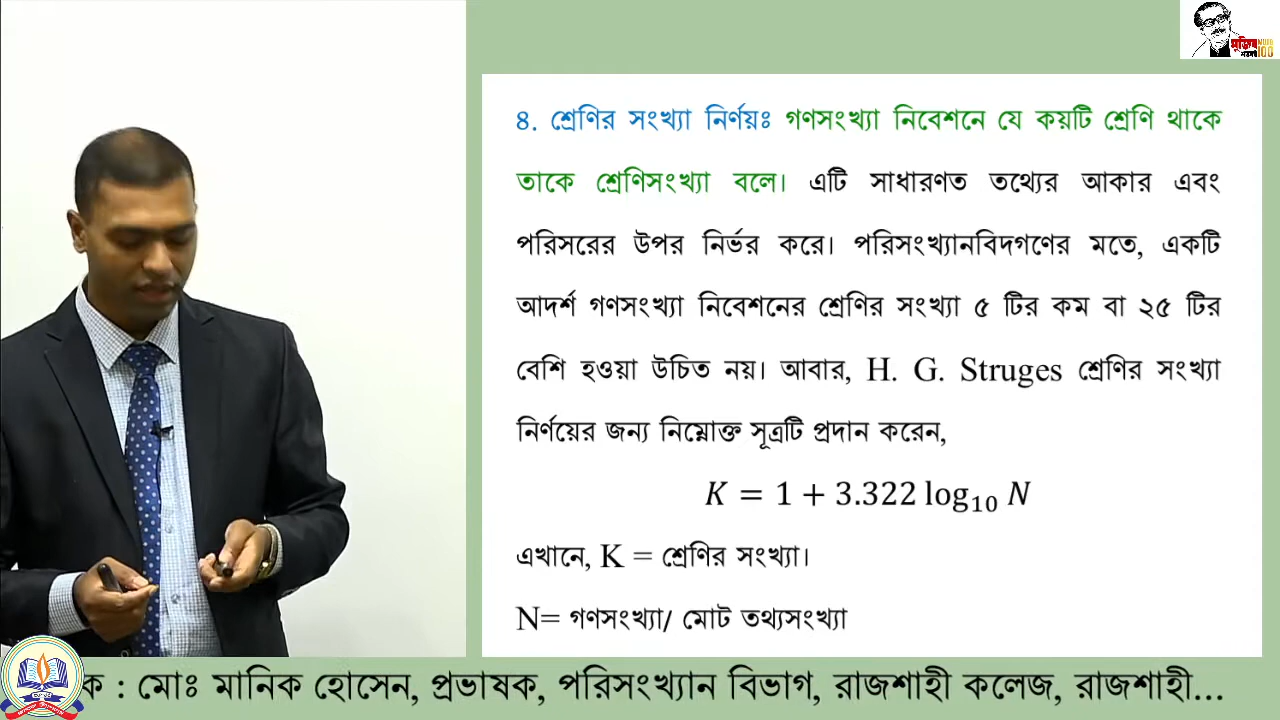 ৪. শ্রেণির সংখ্যা নির্ণয়ঃ গণসংখ্যা নিবেশনে যে কয়টি শ্রেণি থাকে
তাকে শ্রেণিসংখ্যা বলে। এটি সাধারণত তথ্যের আকার এবং
পরিসরের উপর নির্ভর করে। পরিসংখ্যানবিদগণের মতে, একটি
আদর্শ গণসংখ্যা নিবেশনের শ্রেণির সংখ্যা ৫ টির কম বা ২৫ টির
বেশি হওয়া উচিত নয়। আবার, H. G. Struges শ্রেণির সংখ্যা
নির্ণয়ের জন্য নিম্নোক্ত সূত্রটি প্রদান করেন,
K = 1 + 3.322 log₁₀ N
এখানে, K = শ্রেণির সংখ্যা।
N= গণসংখ্যা/ মোট তথ্যসংখ্যা
ক : মোঃ মানিক হোসেন, প্রভাষক, পরিসংখ্যান বিভাগ, রাজশাহী কলেজ, রাজশাহী...